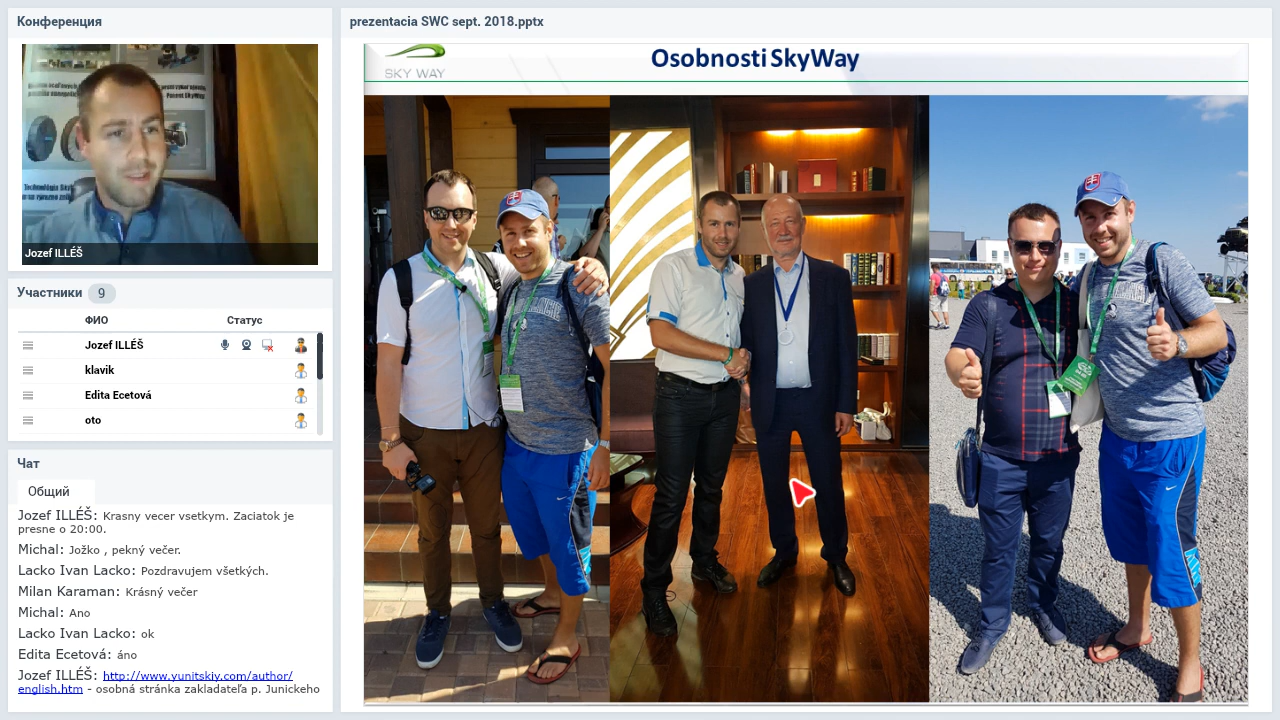 Конференция
Jozef ILLÉŠ
Участники 9
ФИО Статус
Jozef ILLÉŠ
klavik
Edita Ecetová
oto
Чат
Общий
Jozef ILLÉŠ: Krasny vecer vsetkym. Zaciatok je
presne o 20:00.
Michal: Jožko , pekný večer.
Lacko Ivan Lacko: Pozdravujem všetkých.
Milan Karaman: Krásný večer
Michal: Ano
Lacko Ivan Lacko: ok
Edita Ecetová: áno
Jozef ILLÉŠ: http://www.yunitskiy.com/author/
english.htm - osobná stránka zakladateľa p. Junickeho
prezentacia SWC sept. 2018.pptx
SKY WAY
Osobnosti SkyWay